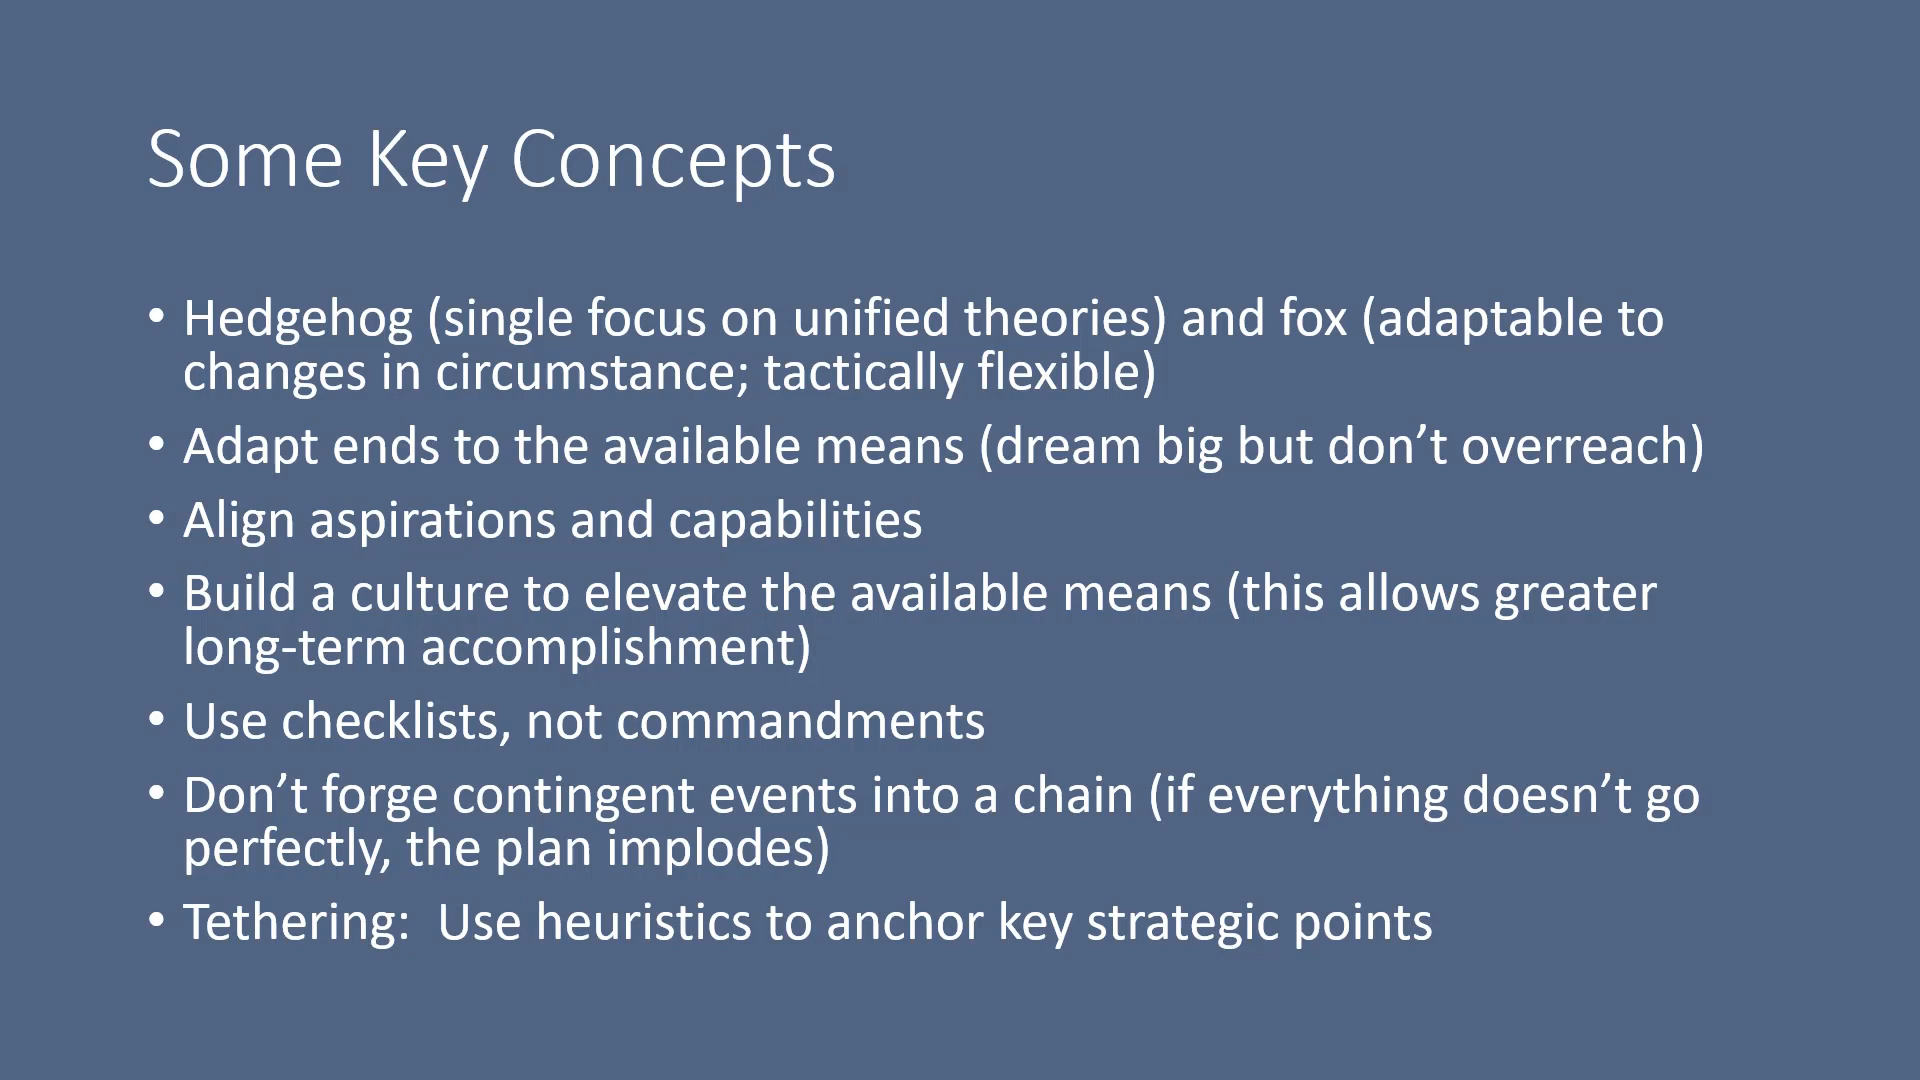 Some Key Concepts
• Hedgehog (single focus on unified theories) and fox (adaptable to
changes in circumstance; tactically flexible)
• Adapt ends to the available means (dream big but don’t overreach)
• Align aspirations and capabilities
• Build a culture to elevate the available means (this allows greater
long-term accomplishment)
• Use checklists, not commandments
• Don’t forge contingent events into a chain (if everything doesn’t go
perfectly, the plan implodes)
• Tethering:  Use heuristics to anchor key strategic points